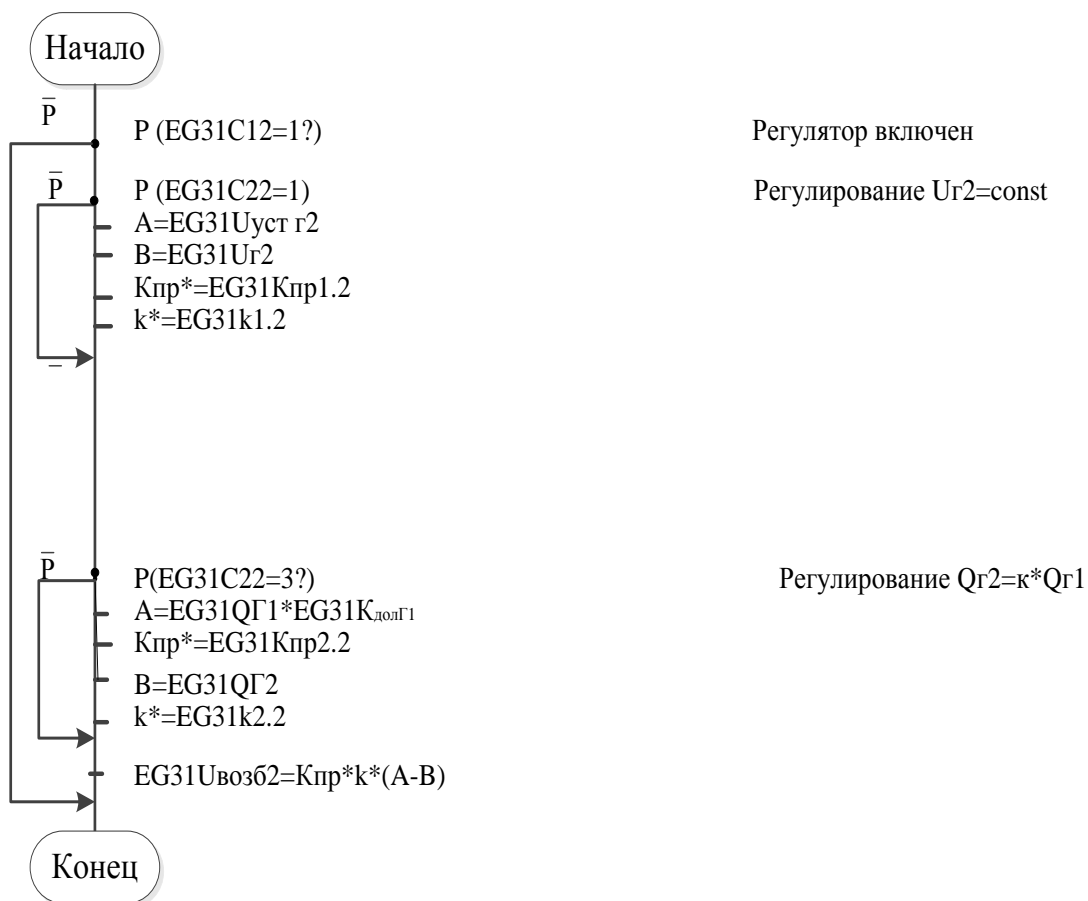 Начало
P̅
P (EG31C12=1?) Регулятор включен
P̅
P (EG31C22=1) Регулирование Uг2=const
A=EG31Uуст г2
B=EG31Uг2
Кпр*=EG31Кпр1.2
k*=EG31k1.2
P̅
P(EG31C22=3?) Регулирование Qг2=к*Qг1
A=EG31QГ1*EG31KдолГ1
Кпр*=EG31Кпр2.2
B=EG31QГ2
k*=EG31k2.2
EG31Uвозб2=Кпр*k*(A-B)
Конец